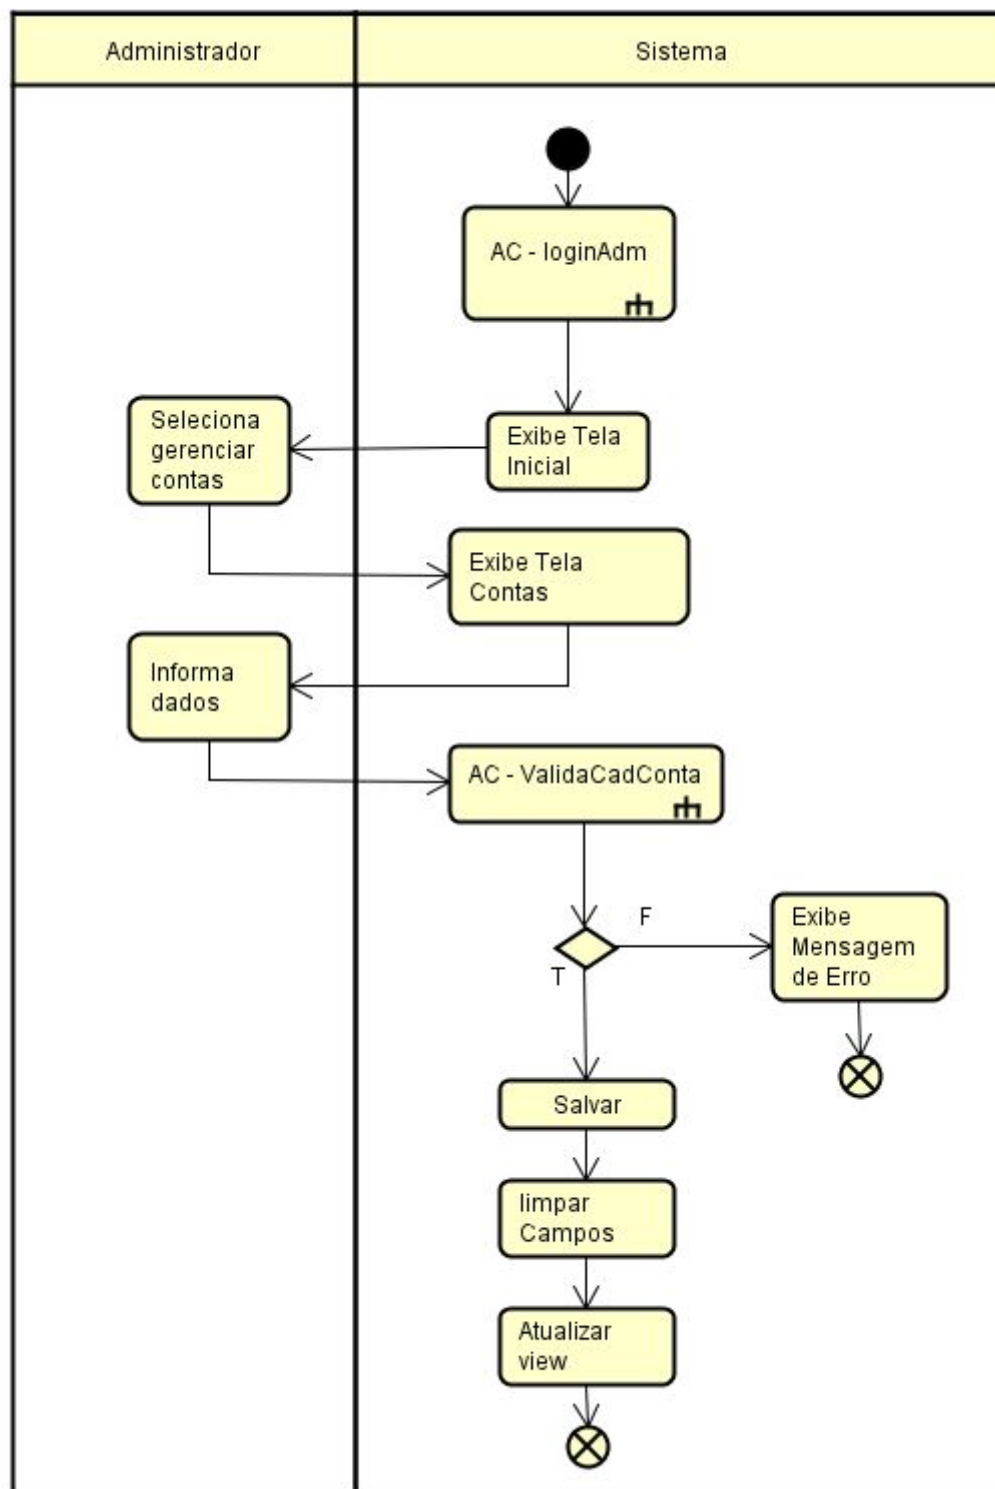 Administrador
Sistema
AC - loginAdm
Exibe Tela
Inicial
Seleciona
gerenciar
contas
Exibe Tela
Contas
Informa
dados
AC - ValidaCadConta
F
T
Exibe
Mensagem
de Erro
Salvar
limpar
Campos
Atualizar
view